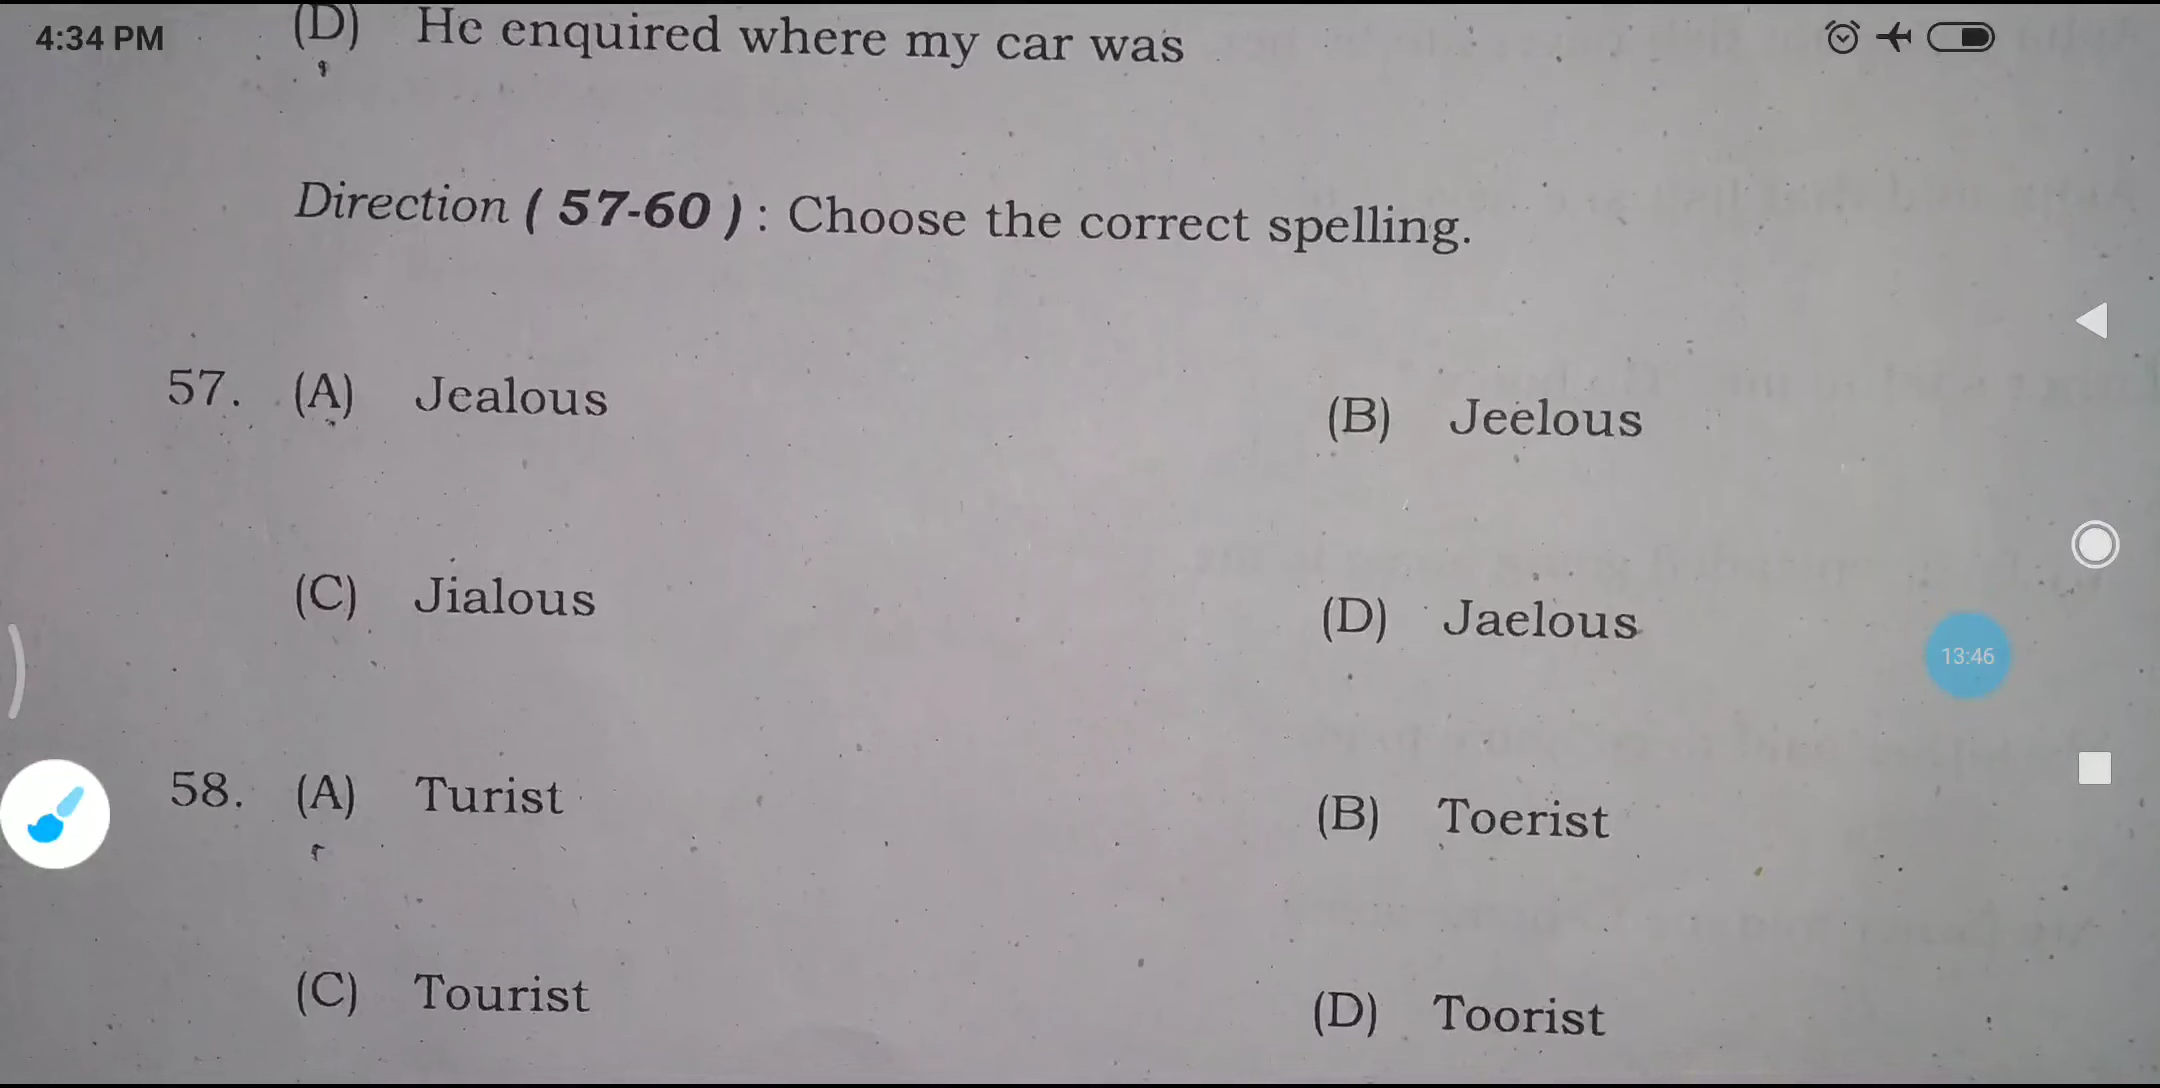 4:34 PM
(D) He enquired where my car was
Direction ( 57-60 ) : Choose the correct spelling.
57. (A) Jealous
(B) Jeelous
(C) Jialous
(D) Jaelous
13:46
58. (A) Turist
(B) Toerist
(C) Tourist
(D) Toorist